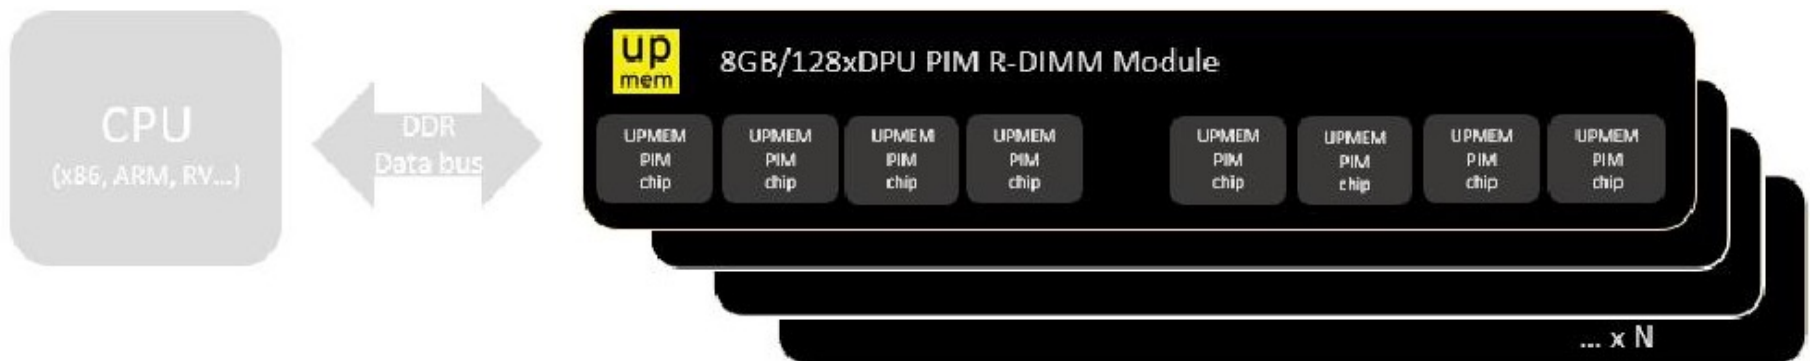 CPU
(x86, ARM, RV...)
DDR
Data bus
up
mem
8GB/128xDPU PIM R-DIMM Module
UPMEM
PIM
chip
UPMEM
PIM
chip
UPMEM
PIM
chip
UPMEM
PIM
chip
UPMEM
PIM
chip
UPMEM
PIM
chip
UPMEM
PIM
chip
UPMEM
PIM
chip
... x N